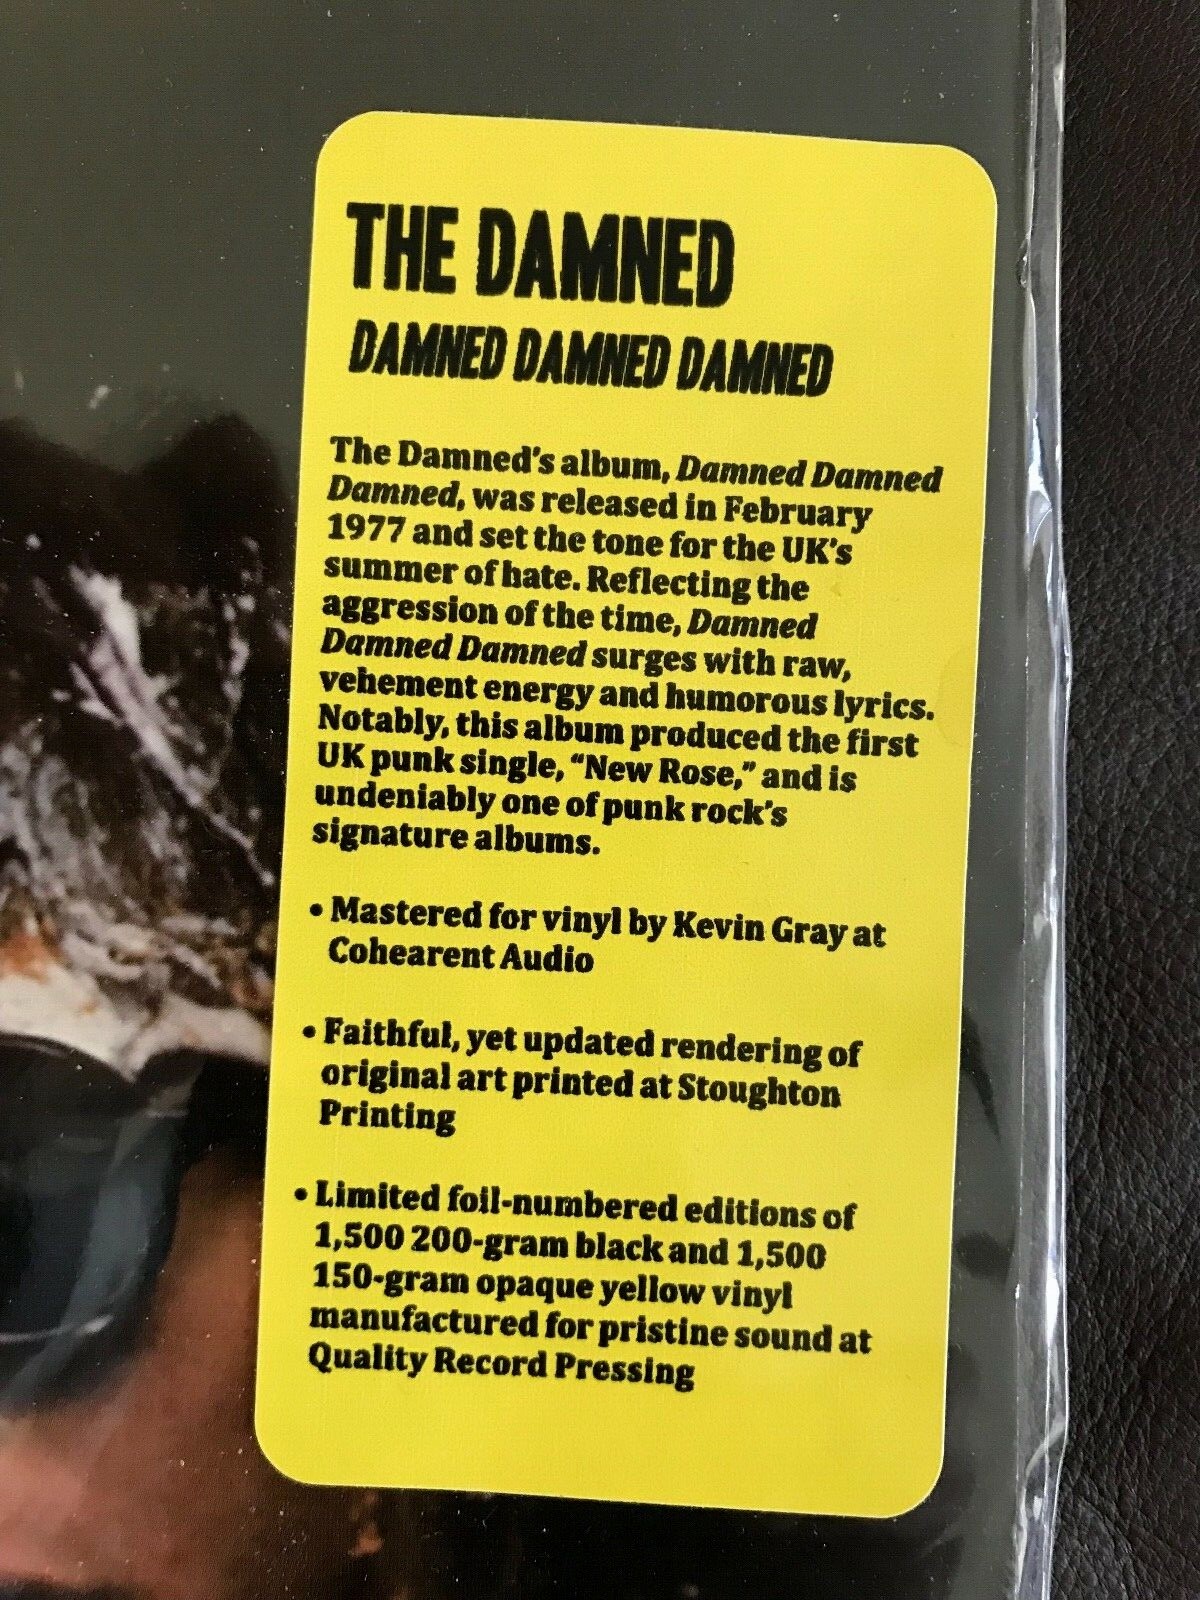 THE DAMNED
DAMNED DAMNED DAMNED
The Damned's album, Damned Damned
Damned, was released in February
1977 and set the tone for the UK's
summer of hate. Reflecting the
aggression of the time, Damned
Damned Damned surges with raw,
vehement energy and humorous lyrics.
Notably, this album produced the first
UK punk single, “New Rose,” and is
undeniably one of punk rock's
signature albums.
• Mastered for vinyl by Kevin Gray at
Cohearent Audio
• Faithful, yet updated rendering of
original art printed at Stoughton
Printing
• Limited foil-numbered editions of
1,500 200-gram black and 1,500
150-gram opaque yellow vinyl
manufactured for pristine sound at
Quality Record Pressing